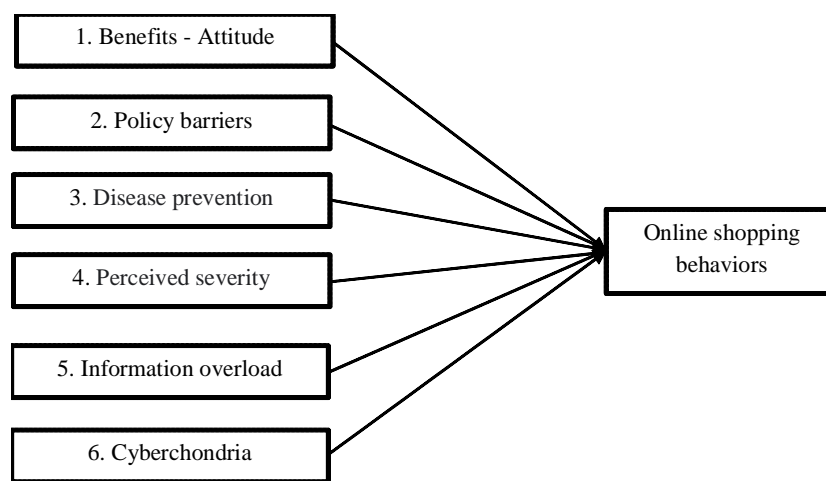 1. Benefits - Attitude
2. Policy barriers
3. Disease prevention
4. Perceived severity
5. Information overload
6. Cyberchondria
Online shopping
behaviors